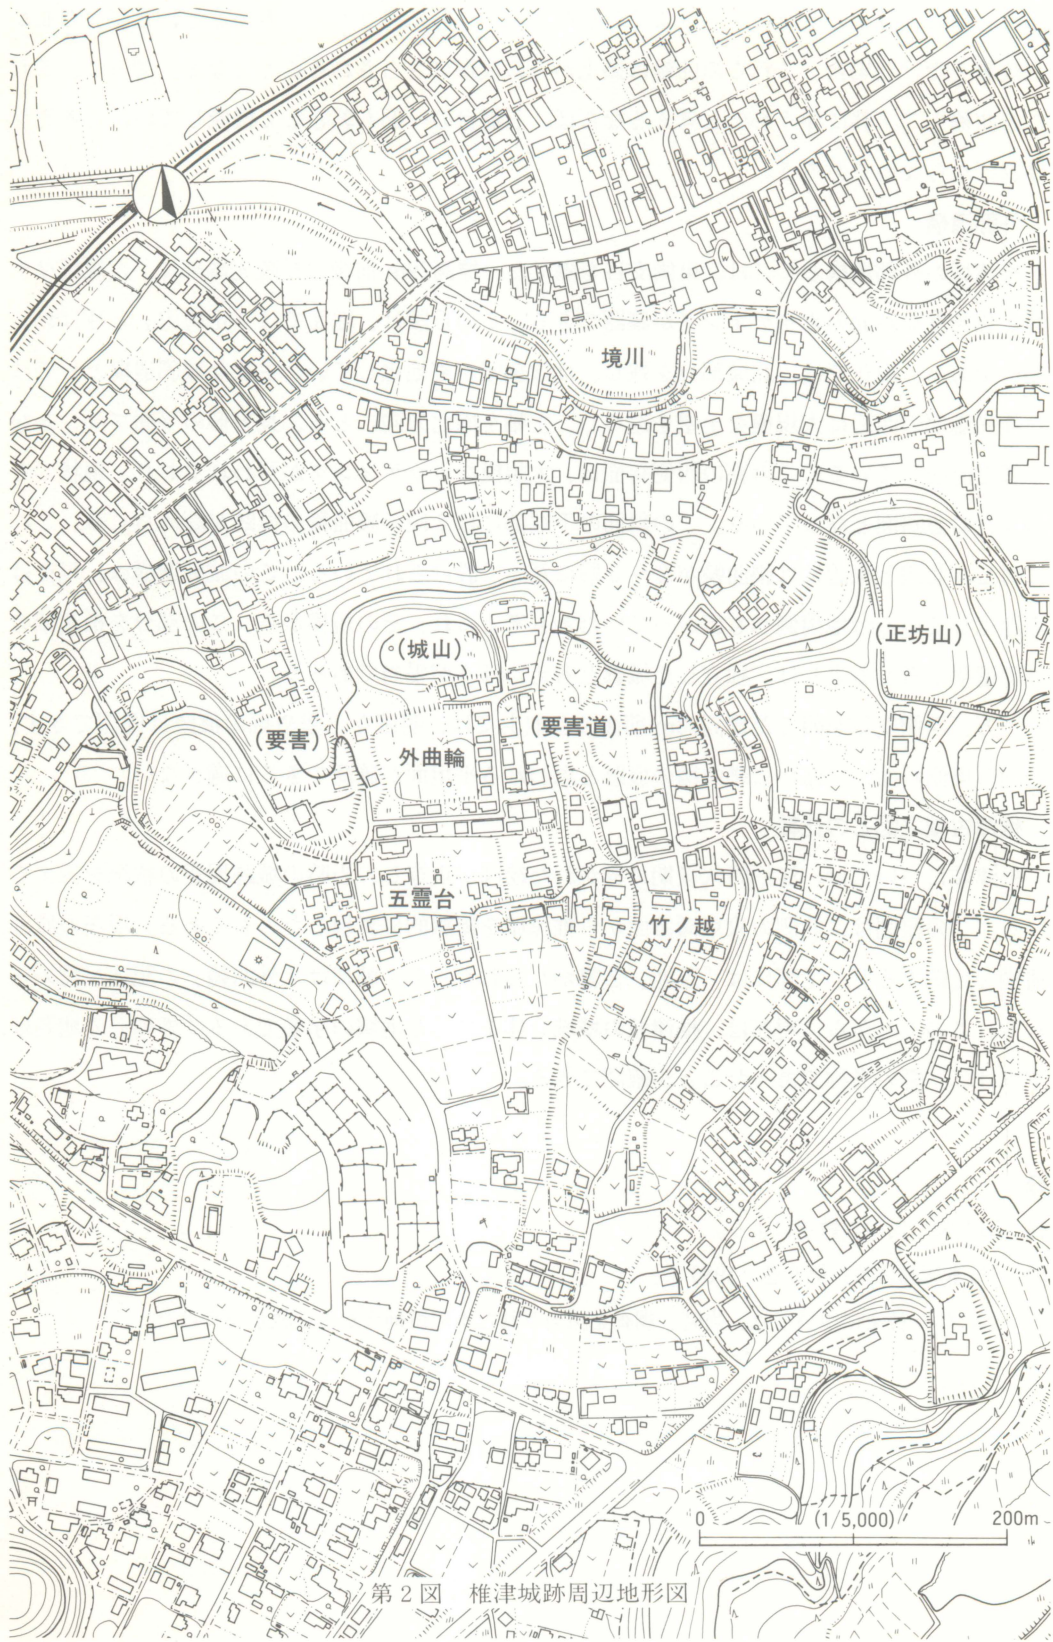 境川
(城山)
(正坊山)
(要害)
(要害道)
外曲輪
五霊台
竹ノ越
0 (1/5,000) 200m
第2図 椎津城跡周辺地形図